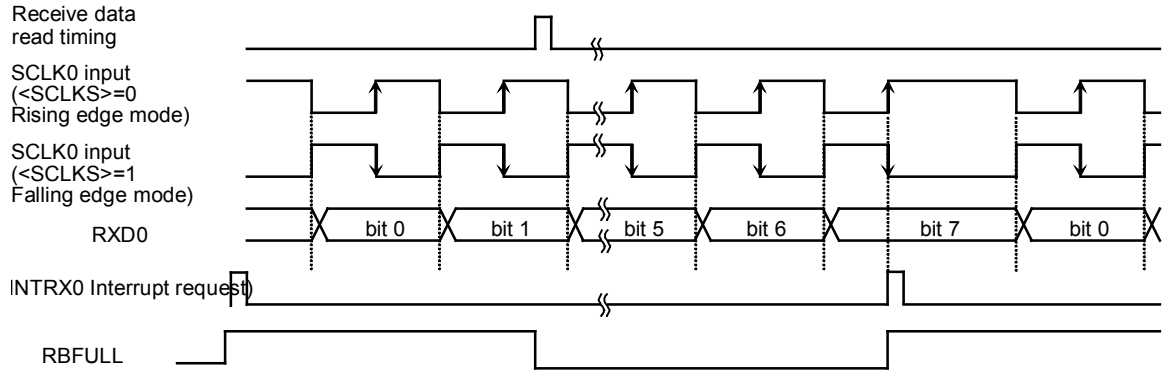 Receive data
read timing
SCLK0 input
(<SCLKS>=0
Rising edge mode)
SCLK0 input
(<SCLKS>=1
Falling edge mode)
RXD0
bit 0
bit 1
bit 5
bit 6
bit 7
bit 0
INTRX0 Interrupt request)
RBFULL